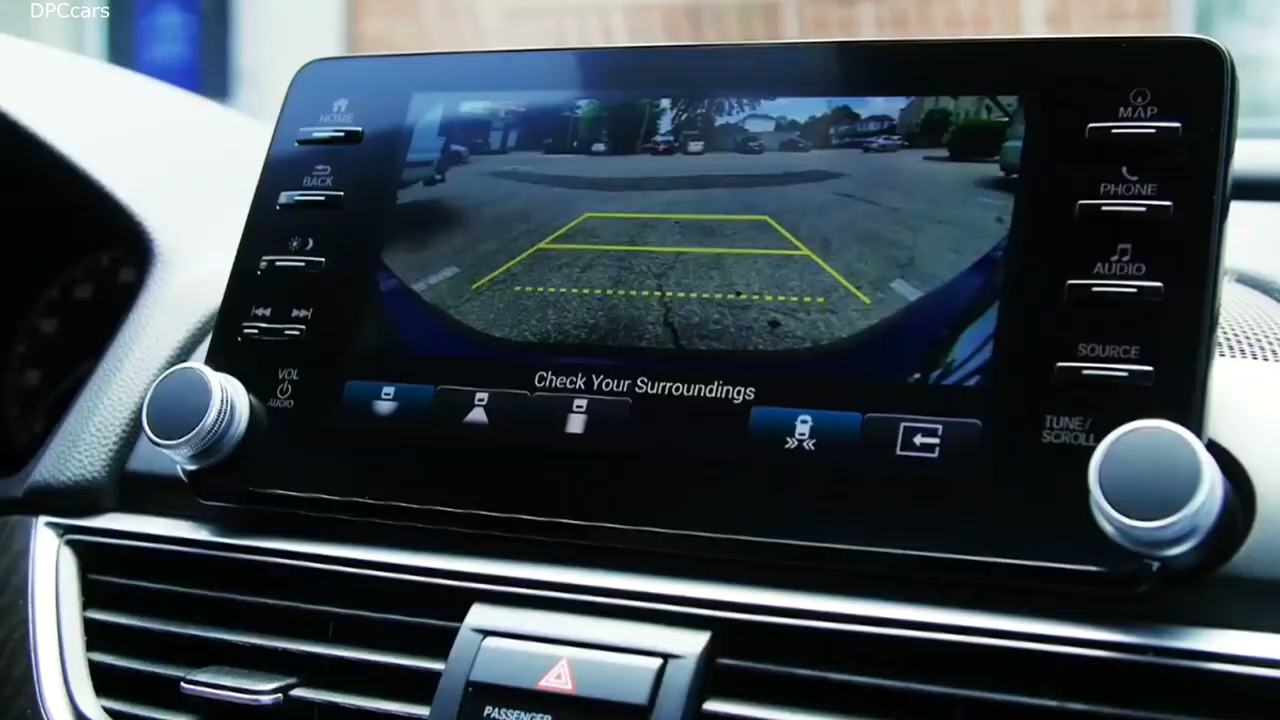 DPCcars
HOME
BACK
VOL
AUDIO
MAP
PHONE
AUDIO
SOURCE
TUNE/
SCROLL
Check Your Surroundings
PASSENGER